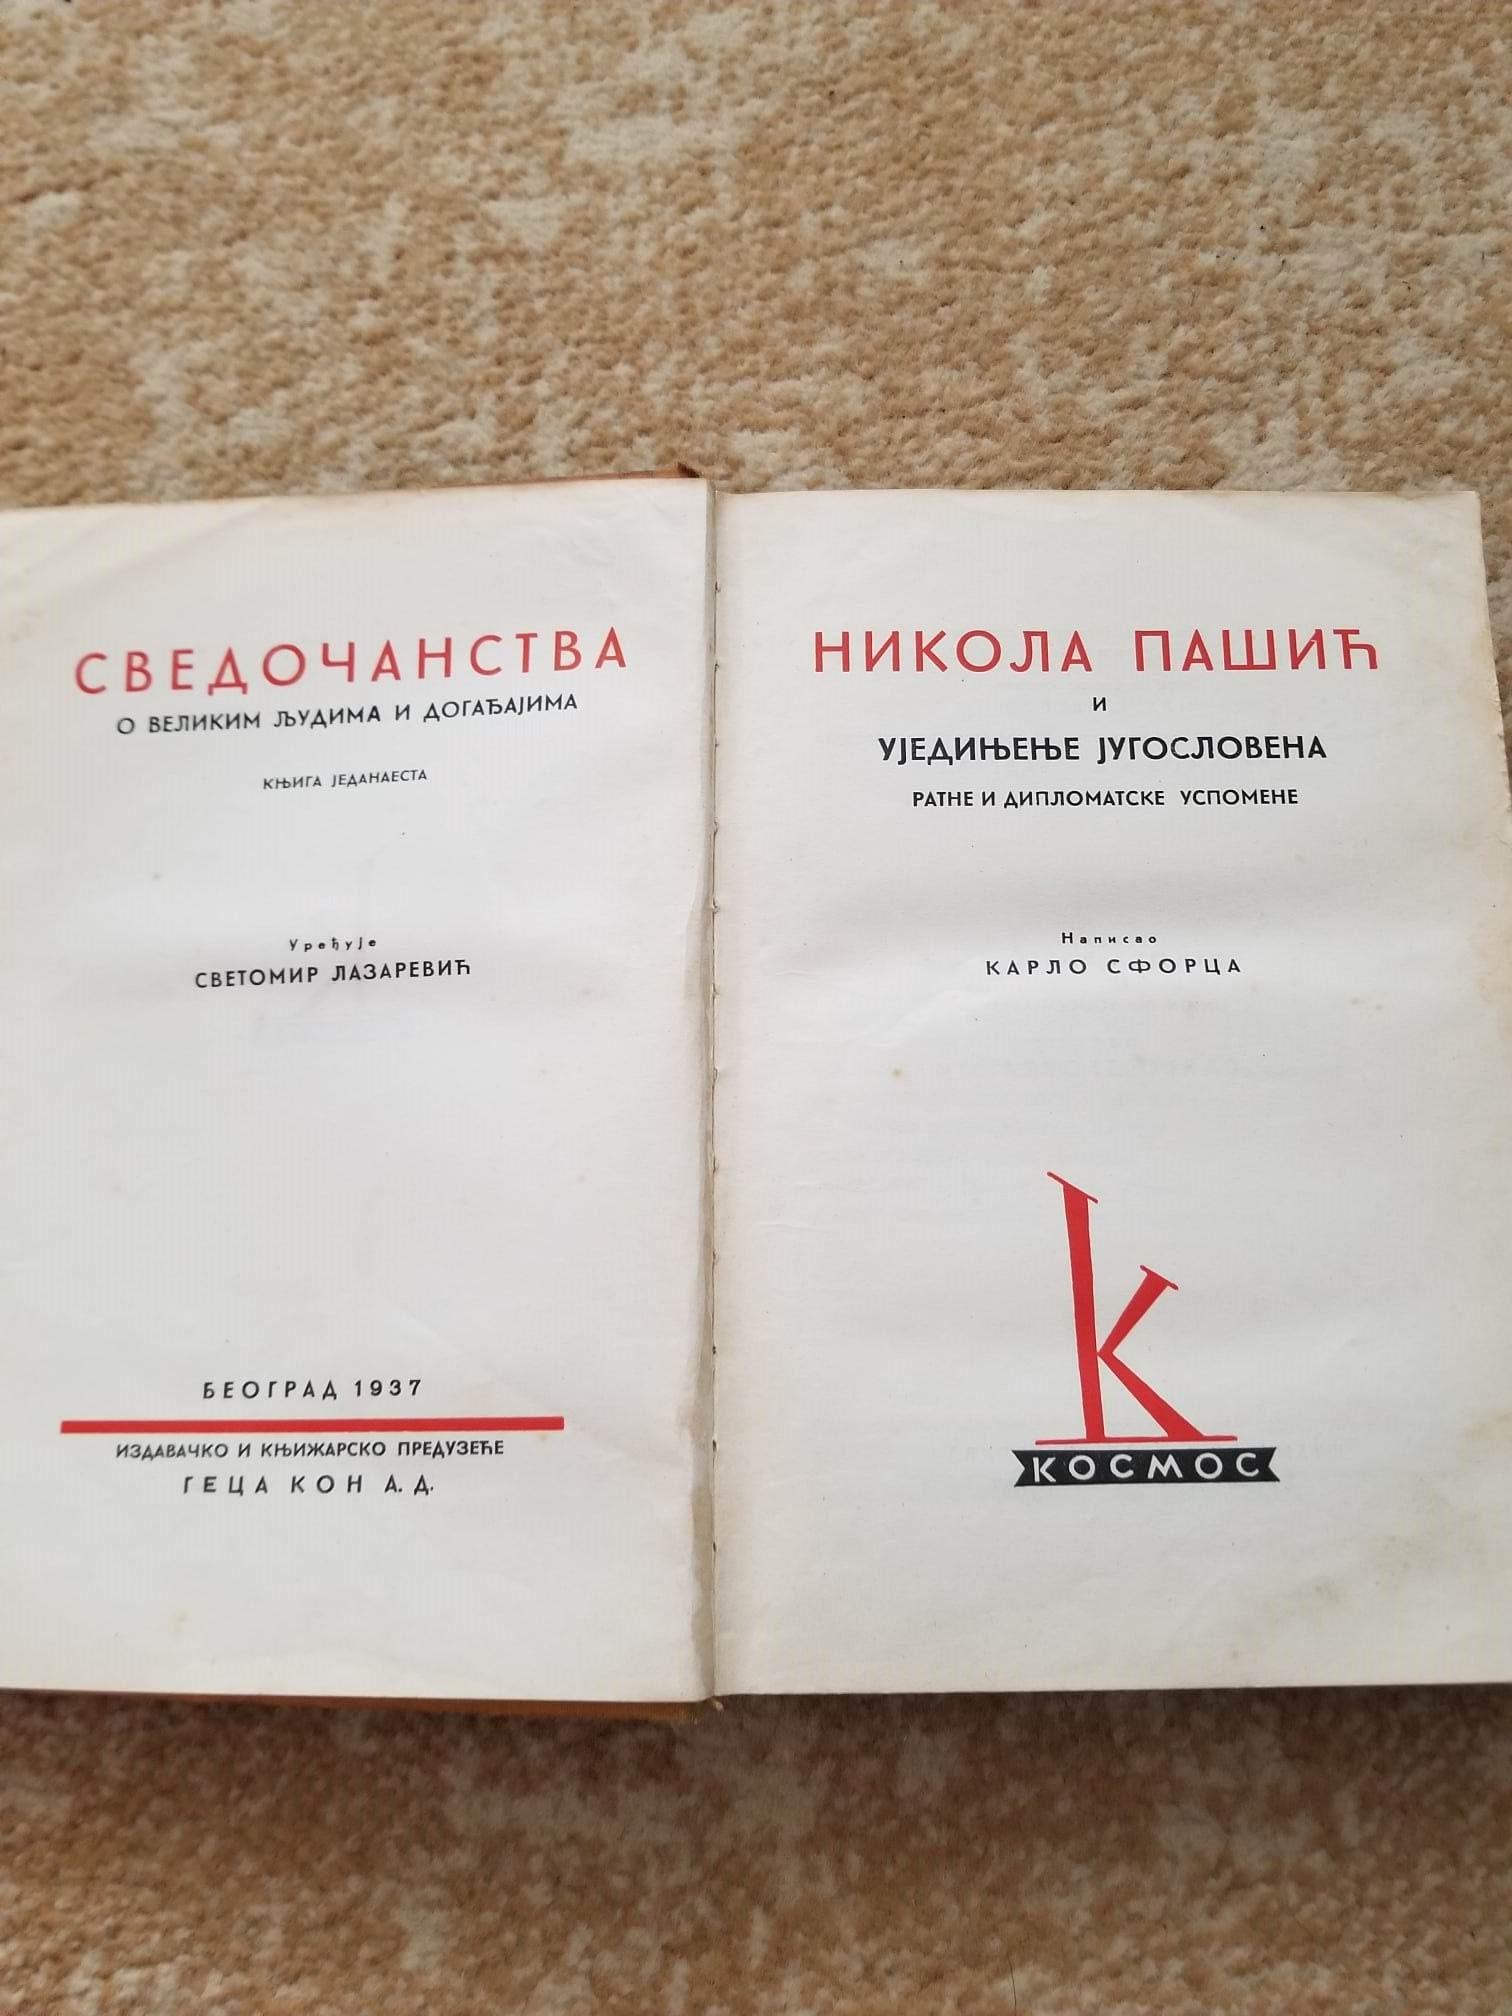 СВЕДОЧАНСТВА
О ВЕЛИКИМ ЉУДИМА И ДОГАЂАЈИМА
КЊИГА ЈЕДАНАЕСТА
Уређује
СВЕТОМИР ЛАЗАРЕВИЋ
БЕОГРАД 1937
ИЗДАВАЧКО И КЊИЖАРСКО ПРЕДУЗЕЋЕ
ГЕЦА КОН А. Д.
НИКОЛА ПАШИЋ
И
УЈЕДИЊЕЊЕ ЈУГОСЛОВЕНА
РАТНЕ И ДИПЛОМАТСКЕ УСПОМЕНЕ
Написао
КАРЛО СФОРЦА
k
КОСМОС